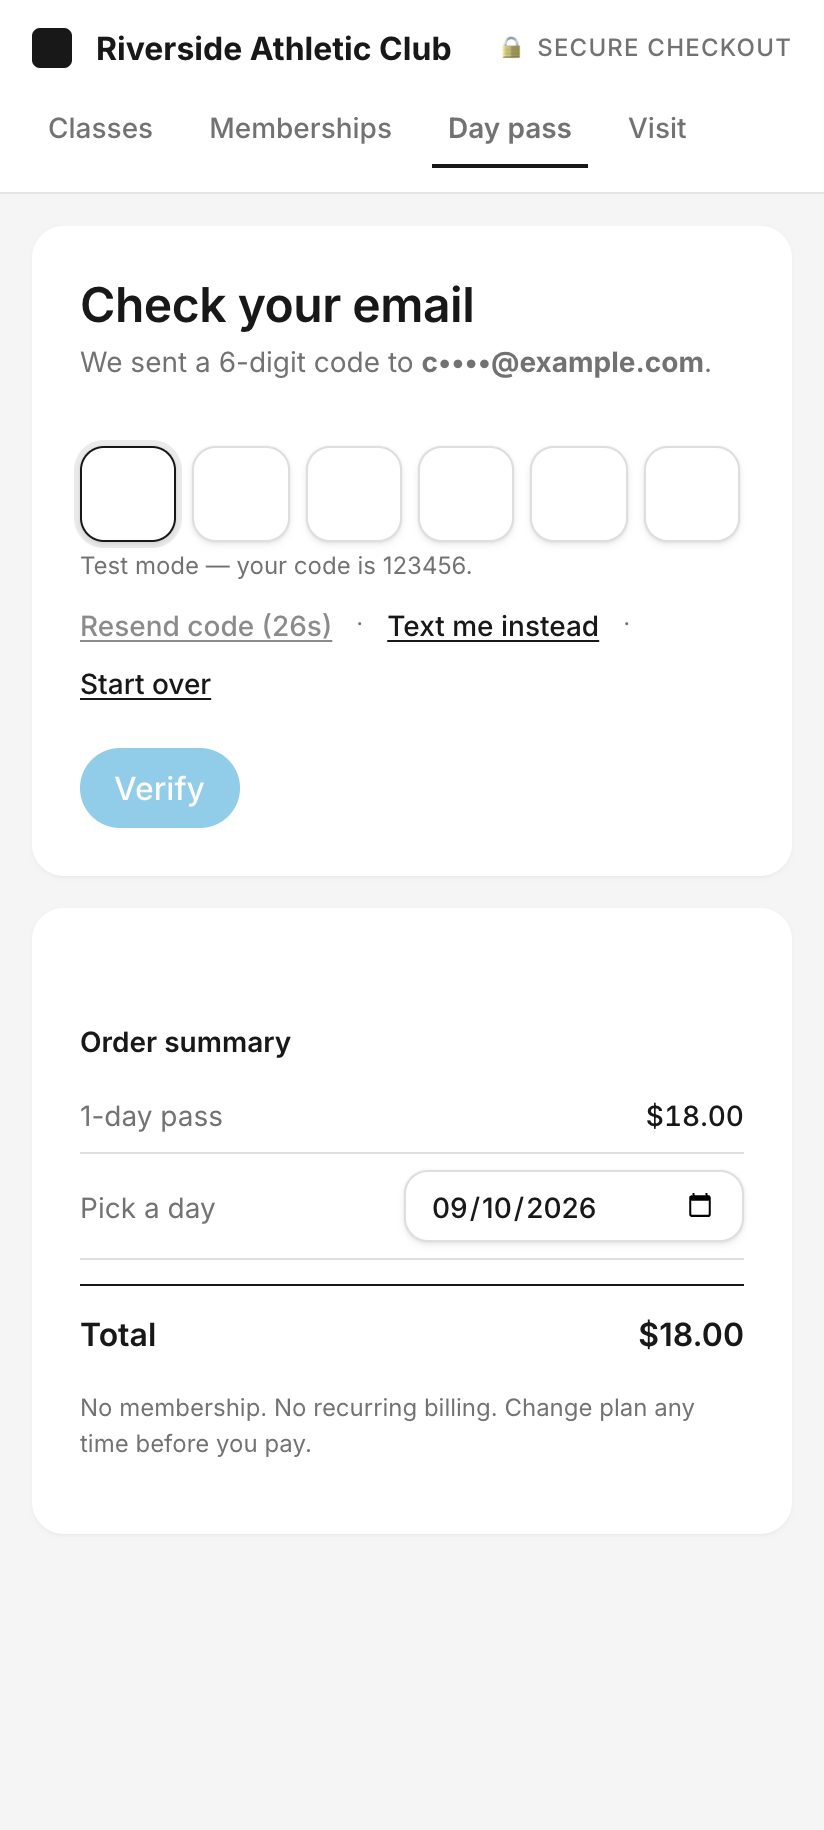 Riverside Athletic Club
🔒 SECURE CHECKOUT
Classes Memberships Day pass Visit
Check your email
We sent a 6-digit code to c••••@example.com.
Test mode — your code is 123456.
Resend code (26s) · Text me instead ·
Start over
Verify
Order summary
1-day pass $18.00
Pick a day 09/10/2026
Total $18.00
No membership. No recurring billing. Change plan any
time before you pay.